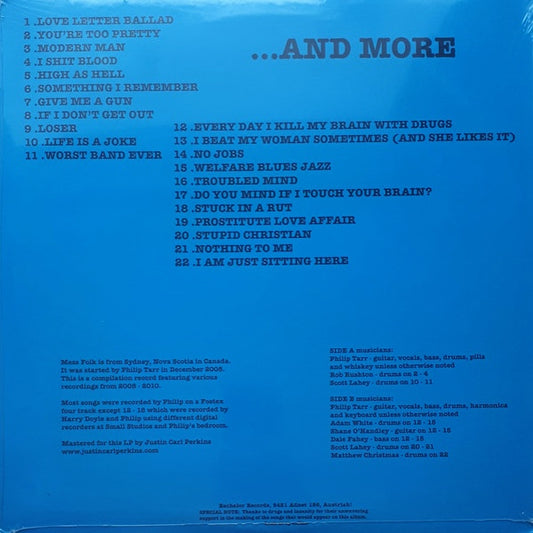 1 .LOVE LETTER BALLAD
2 .YOU'RE TOO PRETTY
3 .MODERN MAN
4 .I SHIT BLOOD
5 .HIGH AS HELL
6 .SOMETHING I REMEMBER
7 .GIVE ME A GUN
8 .IF I DON'T GET OUT
9 .LOSER
10 .LIFE IS A JOKE
11 .WORST BAND EVER
...AND MORE
12 .EVERY DAY I KILL MY BRAIN WITH DRUGS
13 .I BEAT MY WOMAN SOMETIMES (AND SHE LIKES IT)
14 .NO JOBS
15 .WELFARE BLUES JAZZ
16 .TROUBLED MIND
17 .DO YOU MIND IF I TOUCH YOUR BRAIN?
18 .STUCK IN A RUT
19 .PROSTITUTE LOVE AFFAIR
20 .STUPID CHRISTIAN
21 .NOTHING TO ME
22 .I AM JUST SITTING HERE
Mass Folk is from Sydney, Nova Scotia in Canada.
It was started by Philip Tarr in December 2005.
This is a compilation record featuring various
recordings from 2005 - 2010.
Most songs were recorded by Philip on a Fostex
four track except 12 - 15 which were recorded by
Harry Doyle and Philip using different digital
recorders at Small Studios and Philip's bedroom.
Mastered for this LP by Justin Carl Perkins
www.justincarlperkins.com
SIDE A musicians:
Philip Tarr - guitar, vocals, bass, drums, pills
and whiskey unless otherwise noted
Rob Riskton - drums on 2 - 4
Scott Lahey - drums on 10 - 11
SIDE B musicians:
Philip Tarr - guitar, vocals, bass, drums, harmonica
and keyboard unless otherwise noted
Adam White - drums on 12 - 15
Shane O'Handley - guitar on 12 - 15
Dale Fahey - bass on 12 - 15
Scott Lahey - drums on 20 - 21
Matthew Christmas - drums on 22
Bachelor Records, 5421 Adnet 186, Austriah!
SPECIAL NOTE: Thanks to drugs and insanity for their unwavering
support in the making of the songs that would appear on this album.